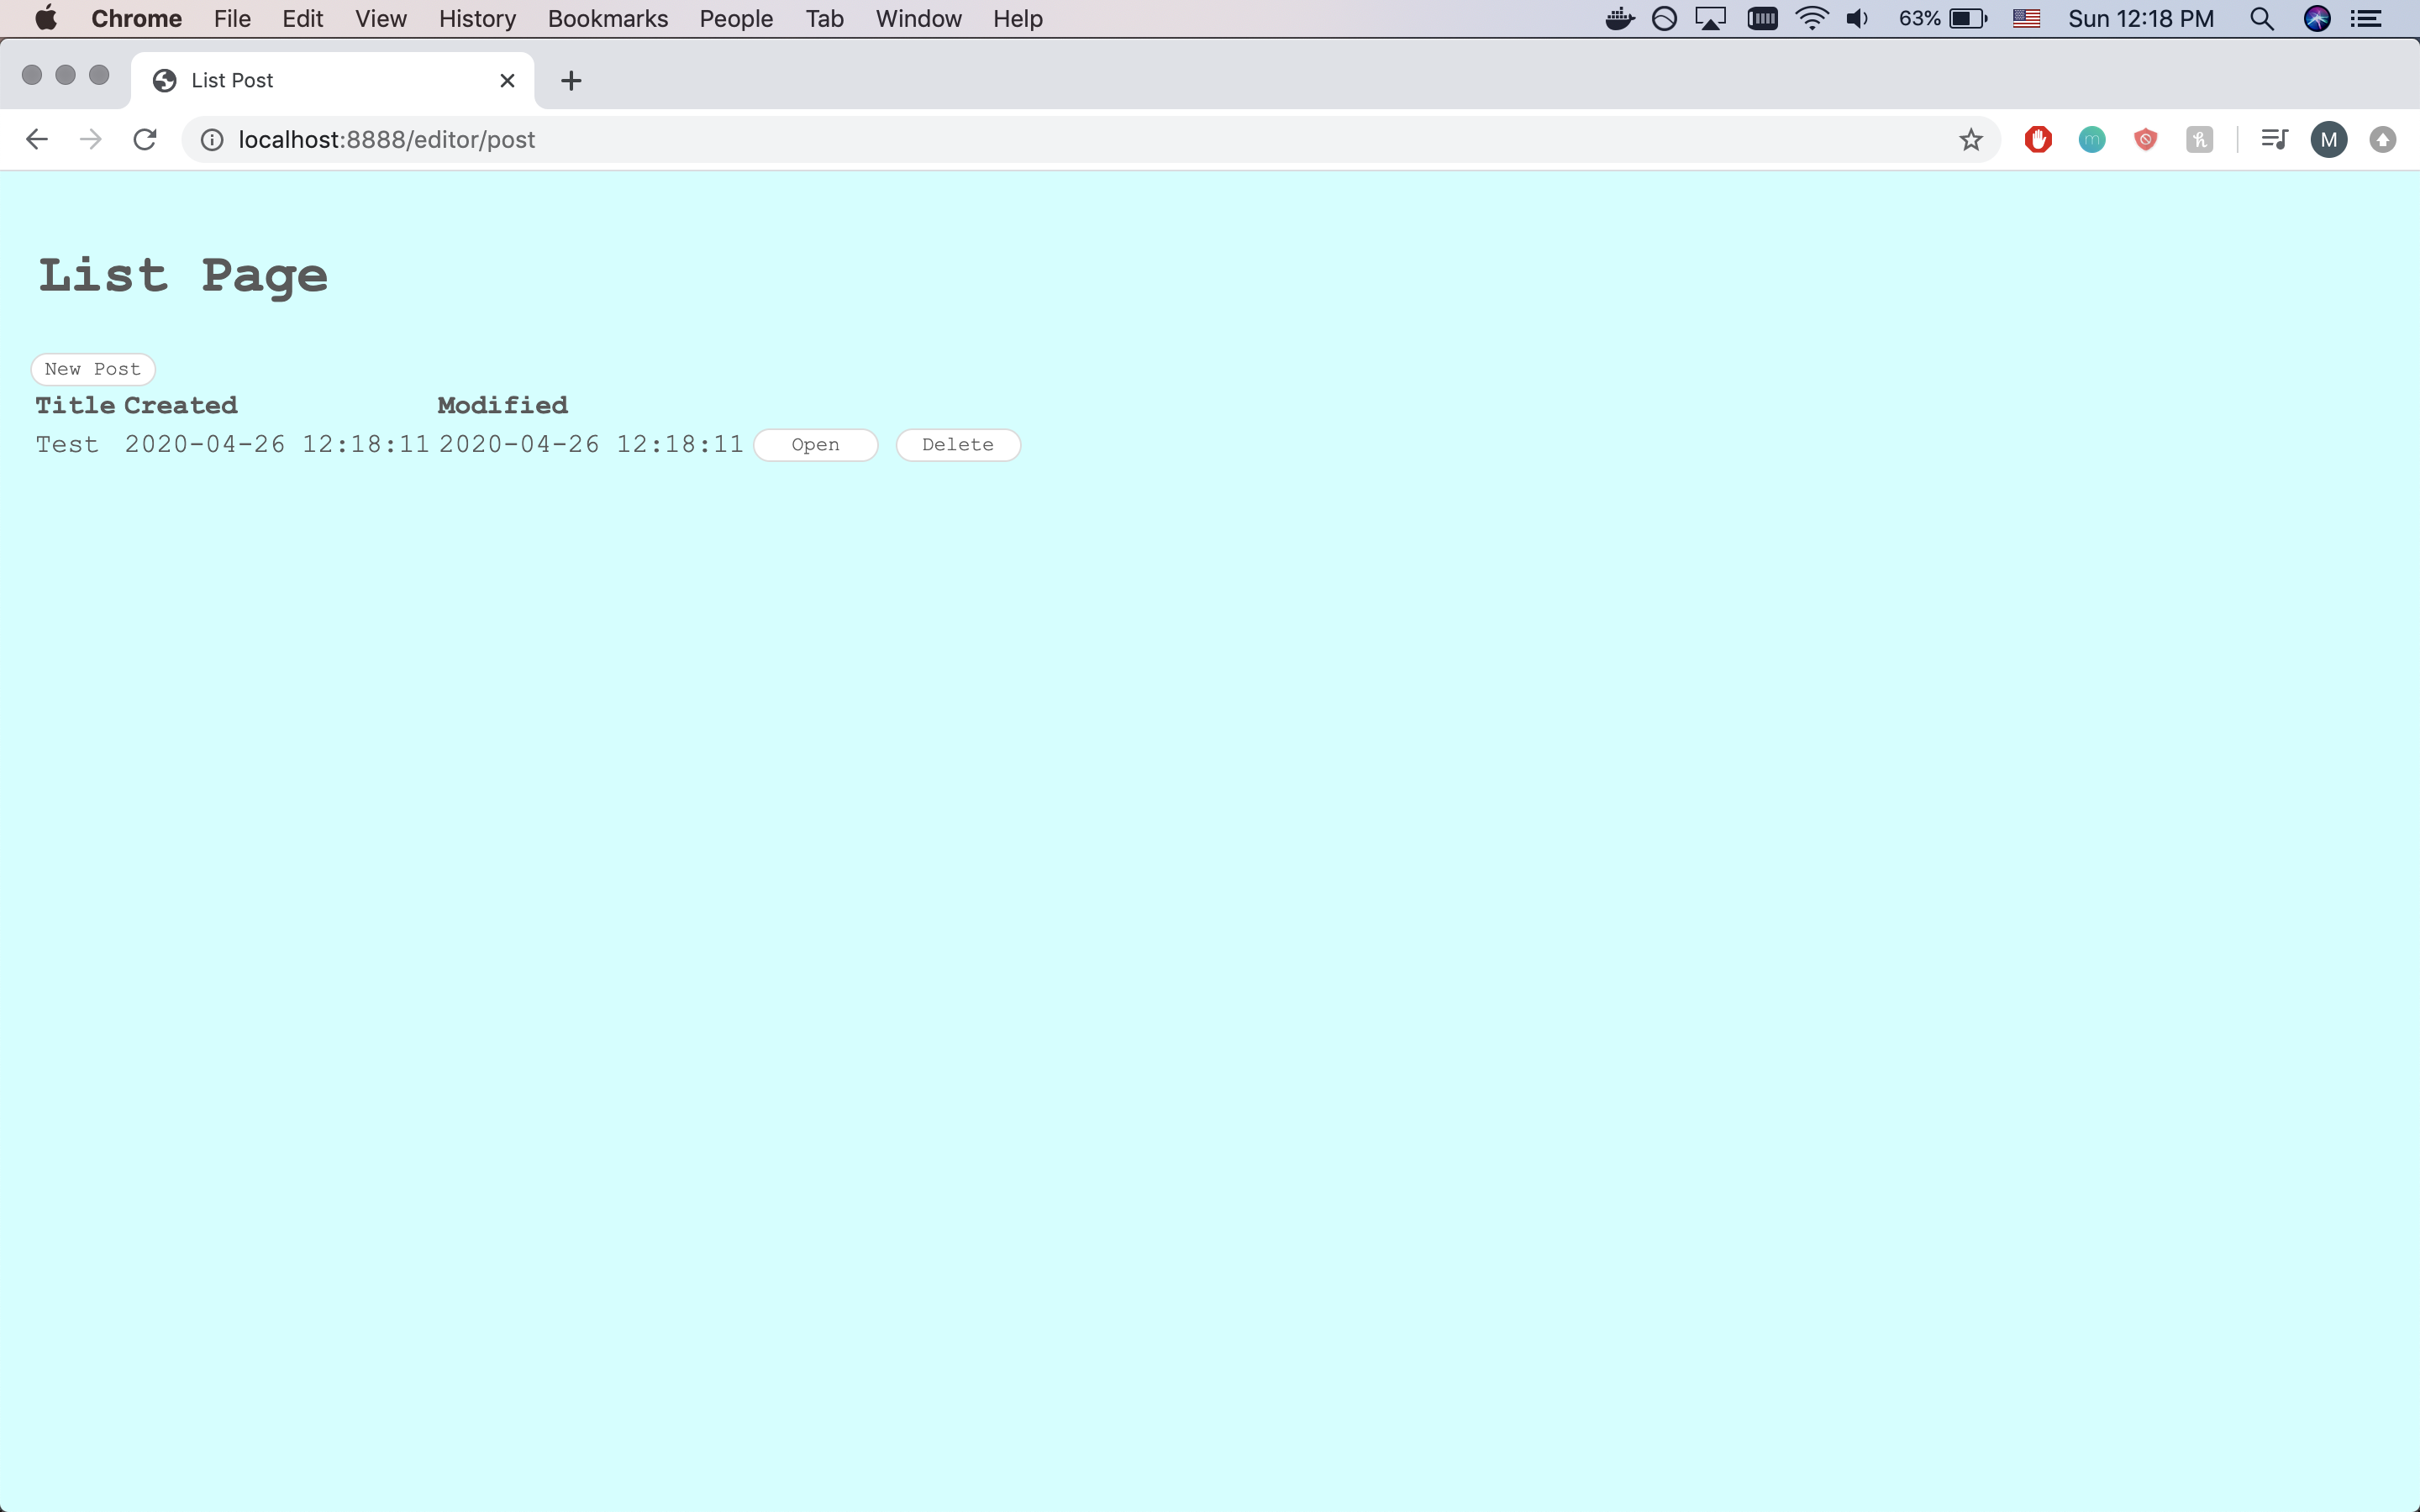 Chrome File Edit View History Bookmarks People Tab Window Help 63% Sun 12:18 PM
List Post
localhost:8888/editor/post M
List Page
New Post
Title Created Modified
Test 2020-04-26 12:18:11 2020-04-26 12:18:11 Open Delete